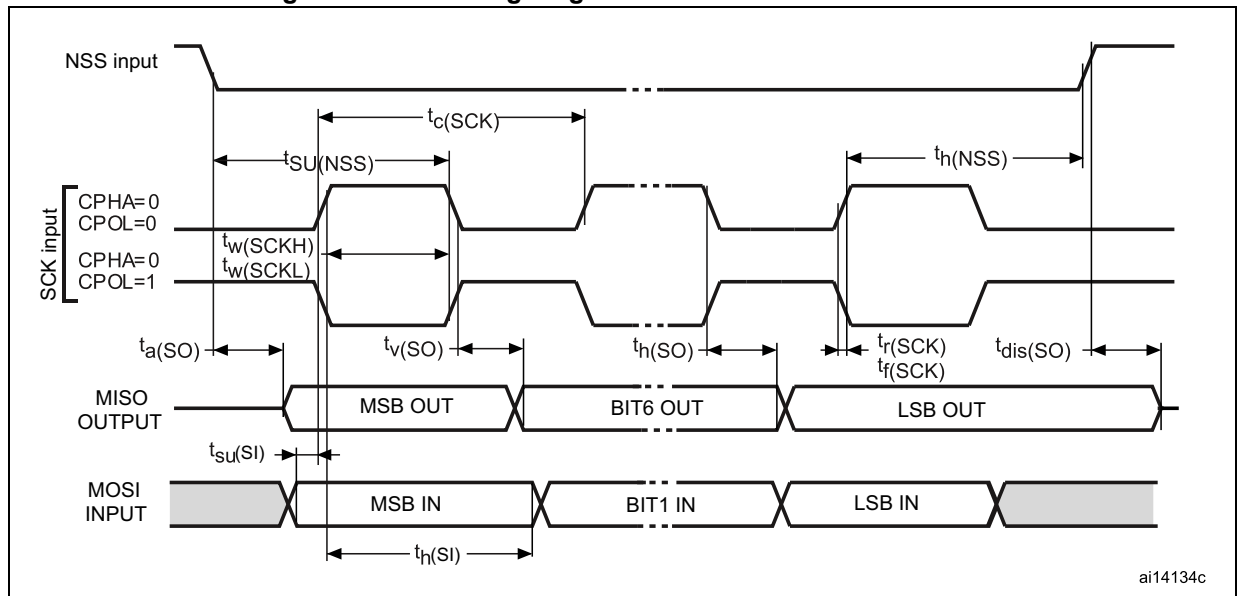 NSS input
tc(SCK)
tSU(NSS)
th(NSS)
SCK input
CPHA=0
CPOL=0
tw(SCKH)
CPHA=0
tw(SCKL)
CPOL=1
ta(SO)
tv(SO)
th(SO)
tr(SCK)
tf(SCK)
tdis(SO)
MISO
OUTPUT
MSB OUT
BIT6 OUT
LSB OUT
tsu(SI)
MOSI
INPUT
MSB IN
BIT1 IN
LSB IN
th(SI)
ai14134c